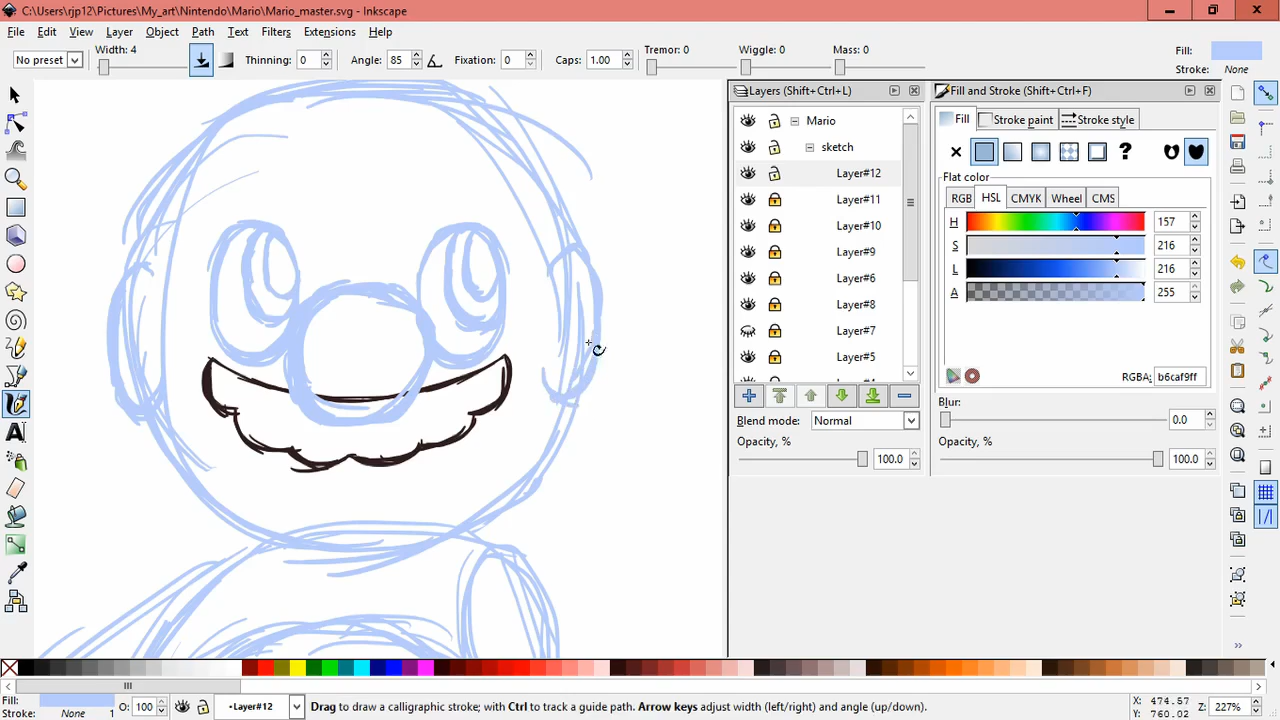 C:\Users\rjp12\Pictures\My_art\Nintendo\Mario\Mario_master.svg - Inkscape
File Edit View Layer Object Path Text Filters Extensions Help
No preset Width: 4 Thinning: 0 Angle: 85 Fixation: 0 Caps: 1.00 Tremor: 0 Wiggle: 0 Mass: 0 Fill: Stroke: None
Layers (Shift+Ctrl+L)
Mario
sketch
Layer#12
Layer#11
Layer#10
Layer#9
Layer#6
Layer#8
Layer#7
Layer#5
Blend mode: Normal
Opacity, % 100.0
Fill and Stroke (Shift+Ctrl+F)
Fill Stroke paint Stroke style
?
Flat color
RGB HSL CMYK Wheel CMS
H 157
S 216
L 216
A 255
RGBA: b6caf9ff
Blur: 0.0
Opacity, % 100.0
Fill:
Stroke: None 1 O: 100 •Layer#12 Drag to draw a calligraphic stroke; with Ctrl to track a guide path. Arrow keys adjust width (left/right) and angle (up/down).
X: 474.57
Y: 760.02
Z: 227%